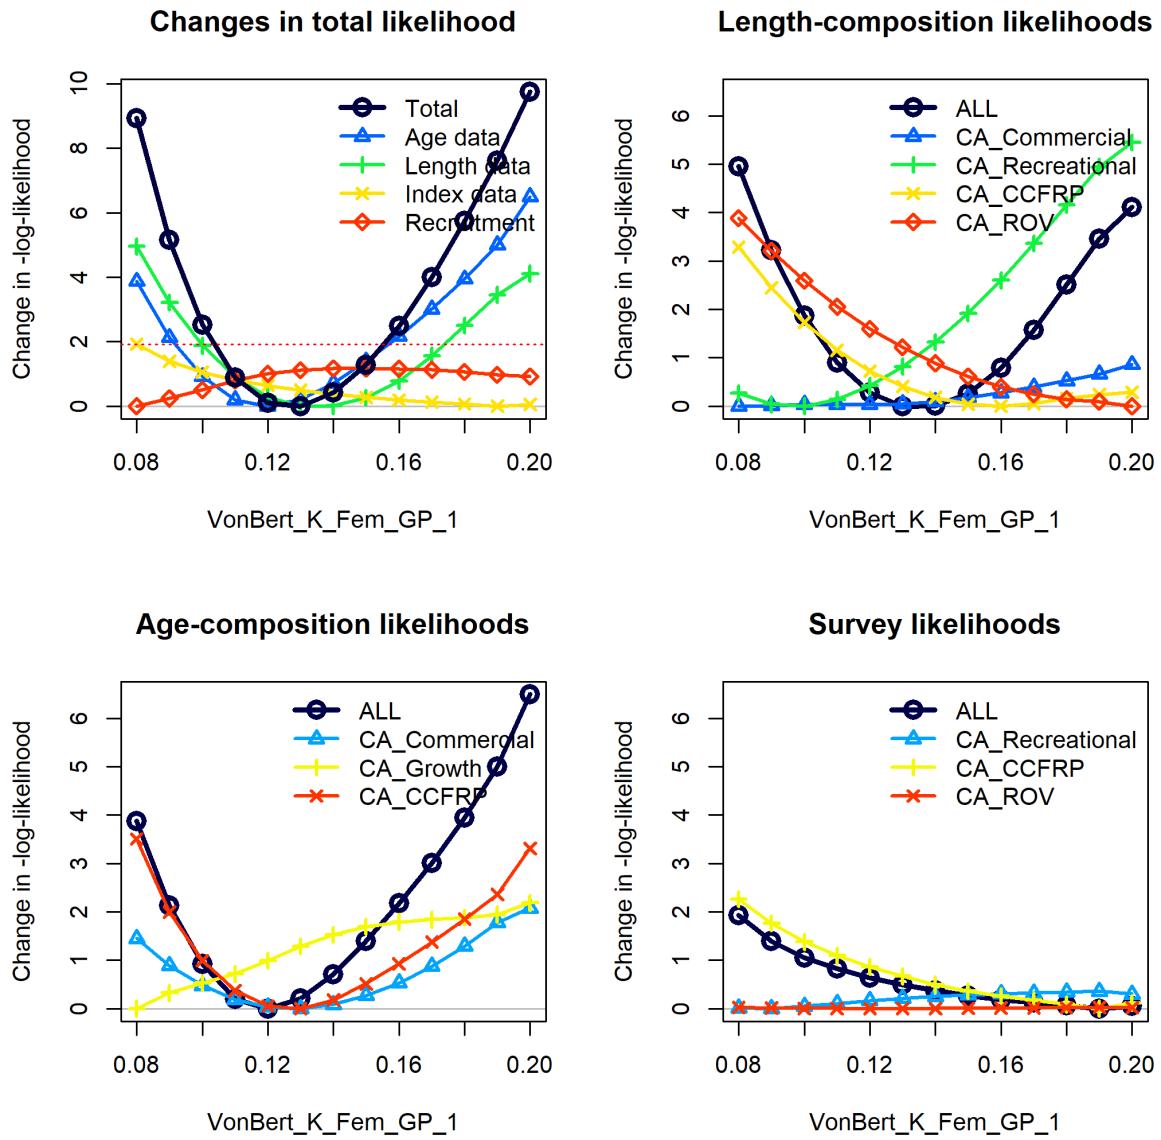 Changes in total likelihood
Change in -log-likelihood
10
8
6
4
2
0
Total
Age data
Length data
Index data
Recruitment
0.08
0.12
0.16
0.20
VonBert_K_Fem_GP_1
Length-composition likelihoods
Change in -log-likelihood
6
5
4
3
2
1
0
ALL
CA_Commercial
CA_Recreational
CA_CCFRP
CA_ROV
0.08
0.12
0.16
0.20
VonBert_K_Fem_GP_1
Age-composition likelihoods
Change in -log-likelihood
6
5
4
3
2
1
0
ALL
CA_Commercial
CA_Growth
CA_CCFRP
0.08
0.12
0.16
0.20
VonBert_K_Fem_GP_1
Survey likelihoods
Change in -log-likelihood
6
5
4
3
2
1
0
ALL
CA_Recreational
CA_CCFRP
CA_ROV
0.08
0.12
0.16
0.20
VonBert_K_Fem_GP_1